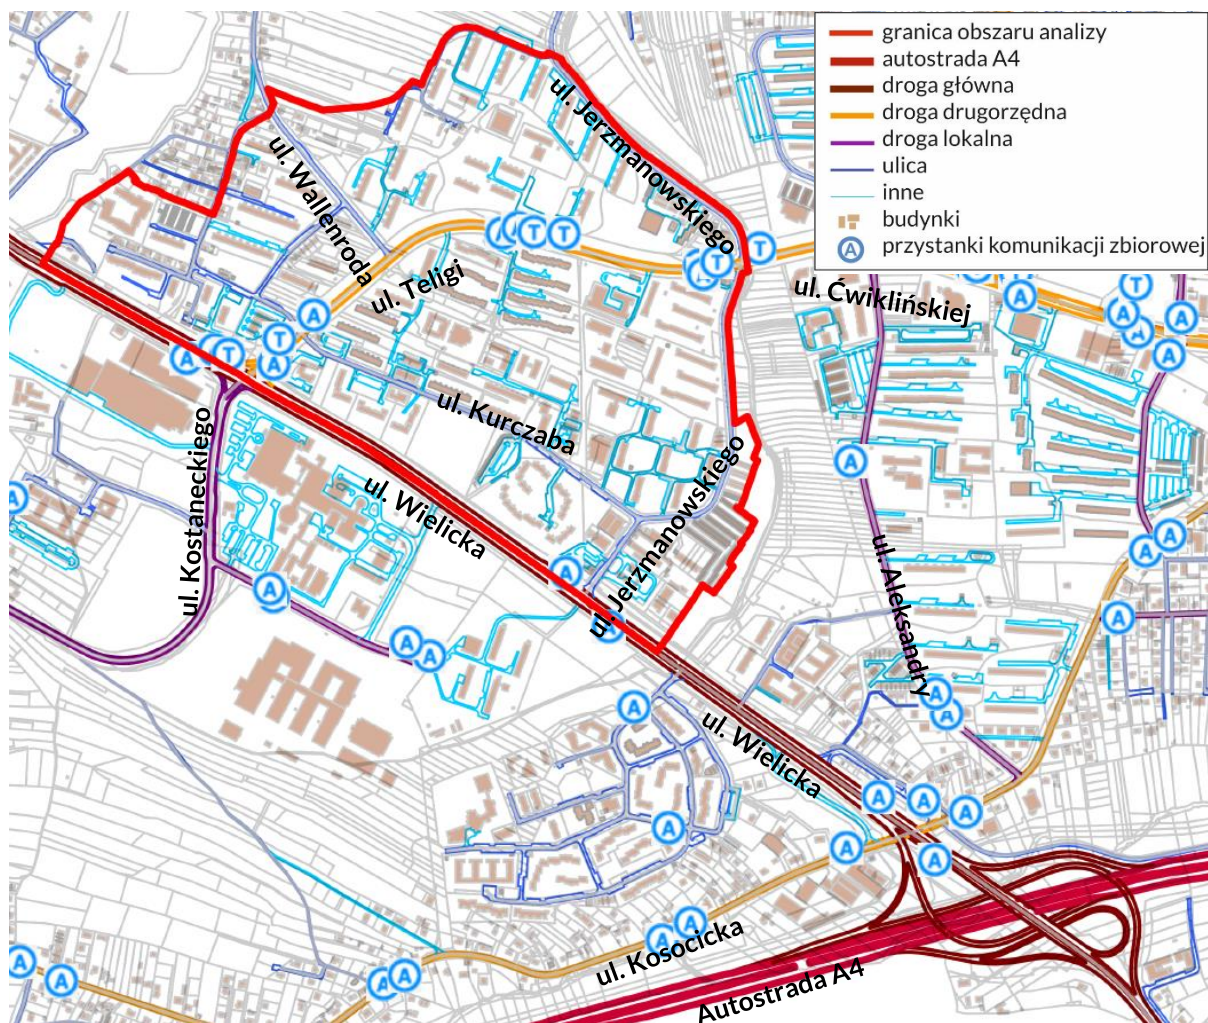 granica obszaru analizy
autostrada A4
droga główna
droga drugorzędna
droga lokalna
ulica
inne
budynki
A przystanki komunikacji zbiorowej
ul. Jerzmanowskiego
ul. Wallenroda
ul. Teligi
ul. Ćwiklińskiej
ul. Kurczaba
ul. Kostaneckiego
ul. Wielicka
ul. Jerzmanowskiego
ul. Aleksandry
ul. Wielicka
ul. Kosocicka
Autostrada A4